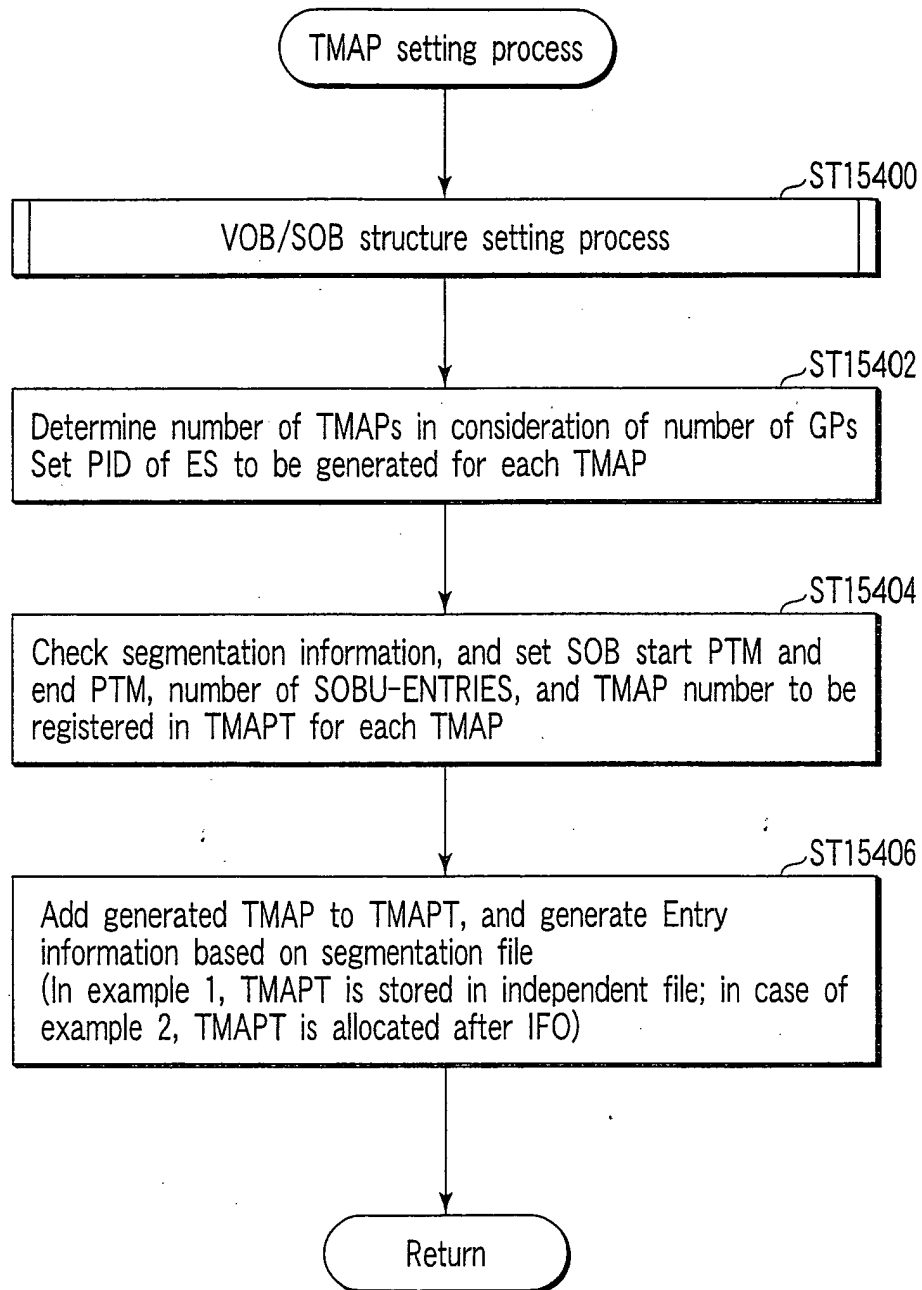 TMAP setting process
ST15400
VOB/SOB structure setting process
ST15402
Determine number of TMAPs in consideration of number of GPs
Set PID of ES to be generated for each TMAP
ST15404
Check segmentation information, and set SOB start PTM and
end PTM, number of SOBU-ENTRIES, and TMAP number to be
registered in TMAPT for each TMAP
ST15406
Add generated TMAP to TMAPT, and generate Entry
information based on segmentation file
(In example 1, TMAPT is stored in independent file; in case of
example 2, TMAPT is allocated after IFO)
Return